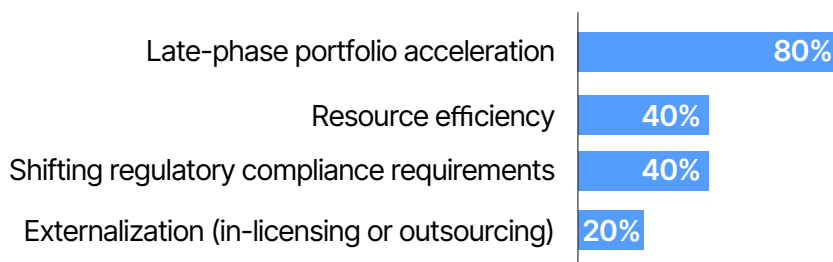 Late-phase portfolio acceleration 80%
Resource efficiency 40%
Shifting regulatory compliance requirements 40%
Externalization (in-licensing or outsourcing) 20%